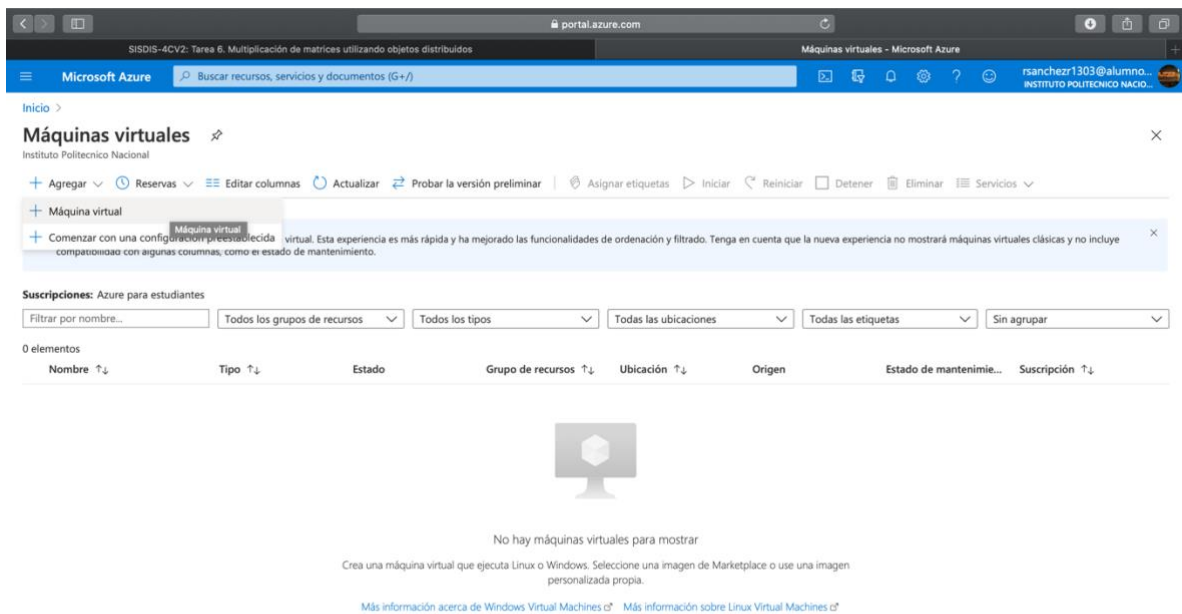 portal.azure.com
SISDIS-4CV2: Tarea 6. Multiplicación de matrices utilizando objetos distribuidos
Máquinas virtuales - Microsoft Azure
Microsoft Azure
Buscar recursos, servicios y documentos (G+/)
rsanchezr1303@alumno...
INSTITUTO POLITECNICO NACIO...
Inicio >
Máquinas virtuales
Instituto Politecnico Nacional
Agregar Reservas Editar columnas Actualizar Probar la versión preliminar Asignar etiquetas Iniciar Reiniciar Detener Eliminar Servicios
Máquina virtual
Máquina virtual
Comenzar con una configuración preestablecida virtual. Esta experiencia es más rápida y ha mejorado las funcionalidades de ordenación y filtrado. Tenga en cuenta que la nueva experiencia no mostrará máquinas virtuales clásicas y no incluye
compatibilidad con algunas columnas, como el estado de mantenimiento.
Suscripciones: Azure para estudiantes
Filtrar por nombre... Todos los grupos de recursos Todos los tipos Todas las ubicaciones Todas las etiquetas Sin agrupar
0 elementos
Nombre ↑↓ Tipo ↑↓ Estado Grupo de recursos ↑↓ Ubicación ↑↓ Origen Estado de mantenimie... Suscripción ↑↓
No hay máquinas virtuales para mostrar
Crea una máquina virtual que ejecuta Linux o Windows. Seleccione una imagen de Marketplace o use una imagen
personalizada propia.
Más información acerca de Windows Virtual Machines Más información sobre Linux Virtual Machines